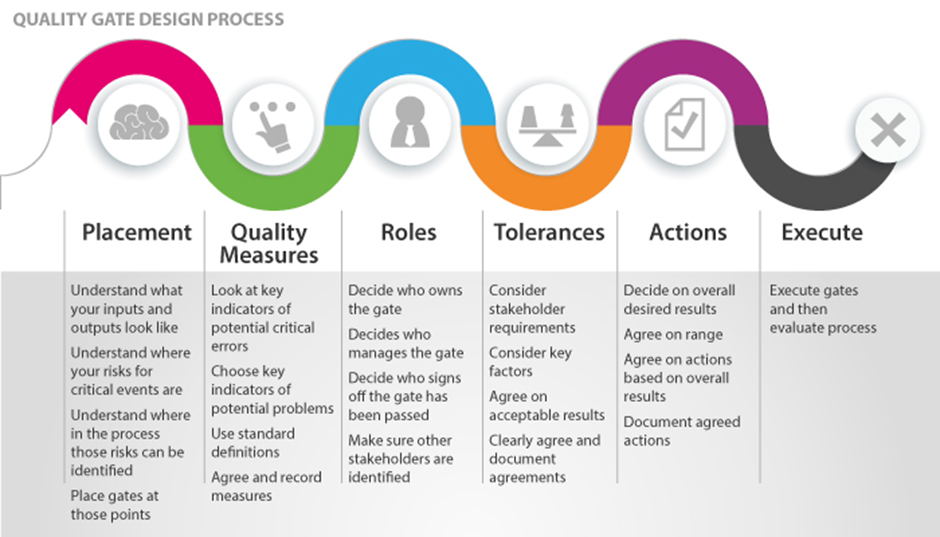 QUALITY GATE DESIGN PROCESS
Placement
Understand what
your inputs and
outputs look like
Understand where
your risks for
critical events are
Understand where
in the process
those risks can be
identified
Place gates at
those points
Quality
Measures
Look at key
indicators of
potential critical
errors
Choose key
indicators of
potential problems
Use standard
definitions
Agree and record
measures
Roles
Decide who owns
the gate
Decides who
manages the gate
Decide who signs
off the gate has
been passed
Make sure other
stakeholders are
identified
Tolerances
Consider
stakeholder
requirements
Consider key
factors
Agree on
acceptable results
Clearly agree and
document
agreements
Actions
Decide on overall
desired results
Agree on range
Agree on actions
based on overall
results
Document agreed
actions
Execute
Execute gates
and then
evaluate process